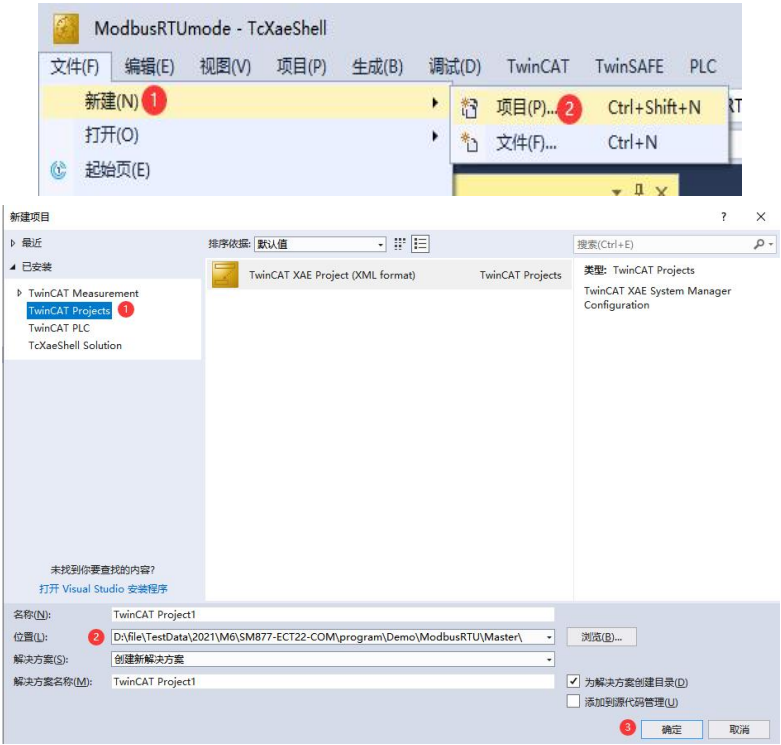 ModbusRTUmode - TcXaeShell
文件(F) 编辑(E) 视图(V) 项目(P) 生成(B) 调试(D) TwinCAT TwinSAFE PLC
新建(N) 1 项目(P)... 2 Ctrl+Shift+N RT
打开(O) 文件(F)... Ctrl+N
起始页(E)
新建项目 ? ×
最近 排序依据: 默认值 搜索(Ctrl+E)
已安装
TwinCAT XAE Project (XML format) TwinCAT Projects 类型: TwinCAT Projects
TwinCAT Measurement TwinCAT XAE System Manager
TwinCAT Projects 1 Configuration
TwinCAT PLC
TcXaeShell Solution
未找到你要查找的内容?
打开 Visual Studio 安装程序
名称(N): TwinCAT Project1
位置(L): 2 D:\file\TestData\2021\M6\SM877-ECT22-COM\program\Demo\ModbusRTU\Master\ 浏览(B)...
解决方案(S): 创建新解决方案
解决方案名称(M): TwinCAT Project1 为解决方案创建目录(D)
添加到源代码管理(U)
3 确定 取消